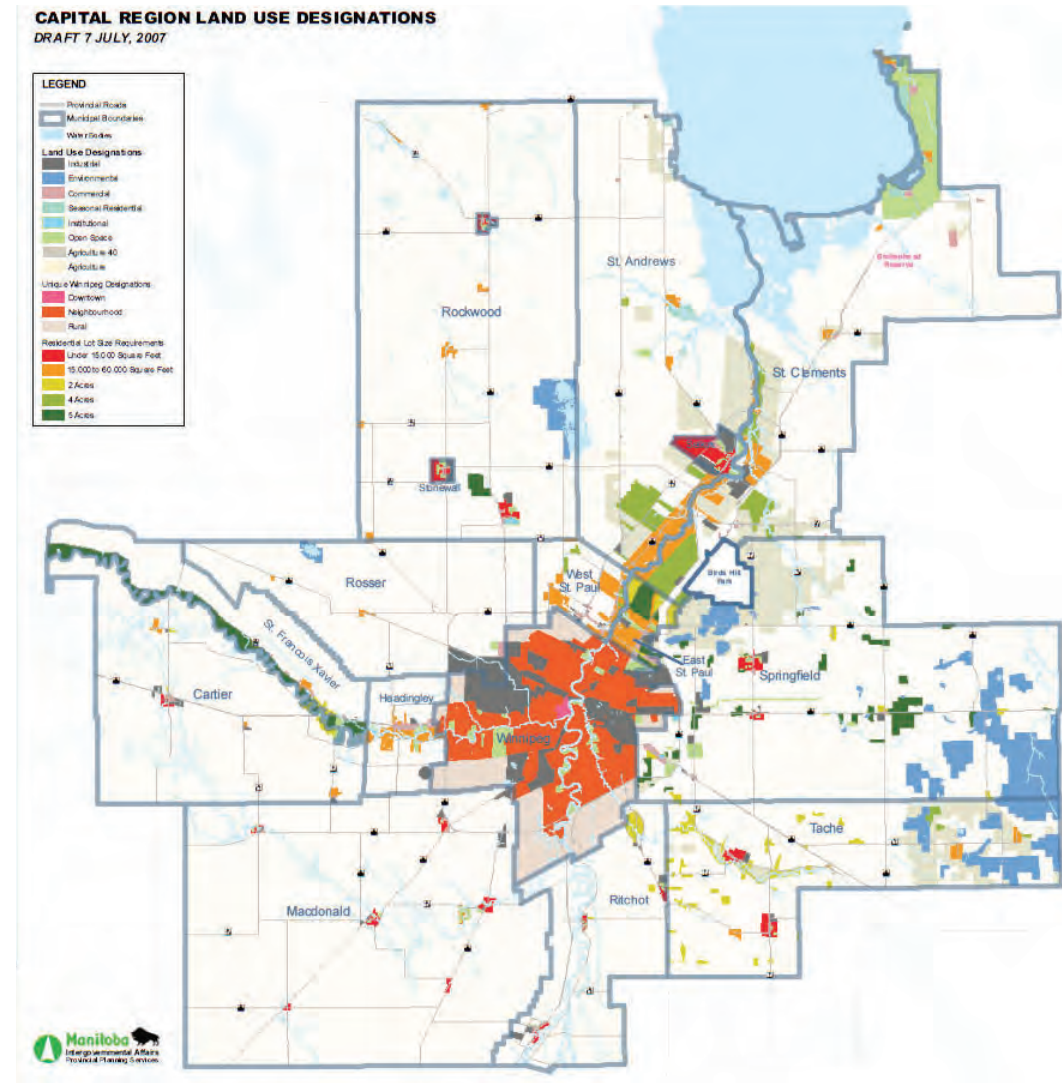 CAPITAL REGION LAND USE DESIGNATIONS
DRAFT 7 JULY, 2007
LEGEND
Provincial Roads
Municipal Boundaries
Water Bodies
Land Use Designations
Industrial
Environmental
Commercial
Seasonal Residential
Institutional
Open Space
Agriculture 40
Agriculture
Unique Winnipeg Designations
Downtown
Neighbourhood
Rural
Residential Lot Size Requirements
Under 15,000 Square Feet
15,000 to 60,000 Square Feet
2 Acres
4 Acres
5 Acres
St. Andrews
Reserve
Rockwood
St. Clements
Stonewall
Birds Hill
Park
West
St. Paul
Rosser
St. Francois Xavier
East
St. Paul
Springfield
Cartier
Headingley
Winnipeg
Tache
Ritchot
Macdonald
Manitoba
Intergovernmental Affairs
Provincial Planning Services